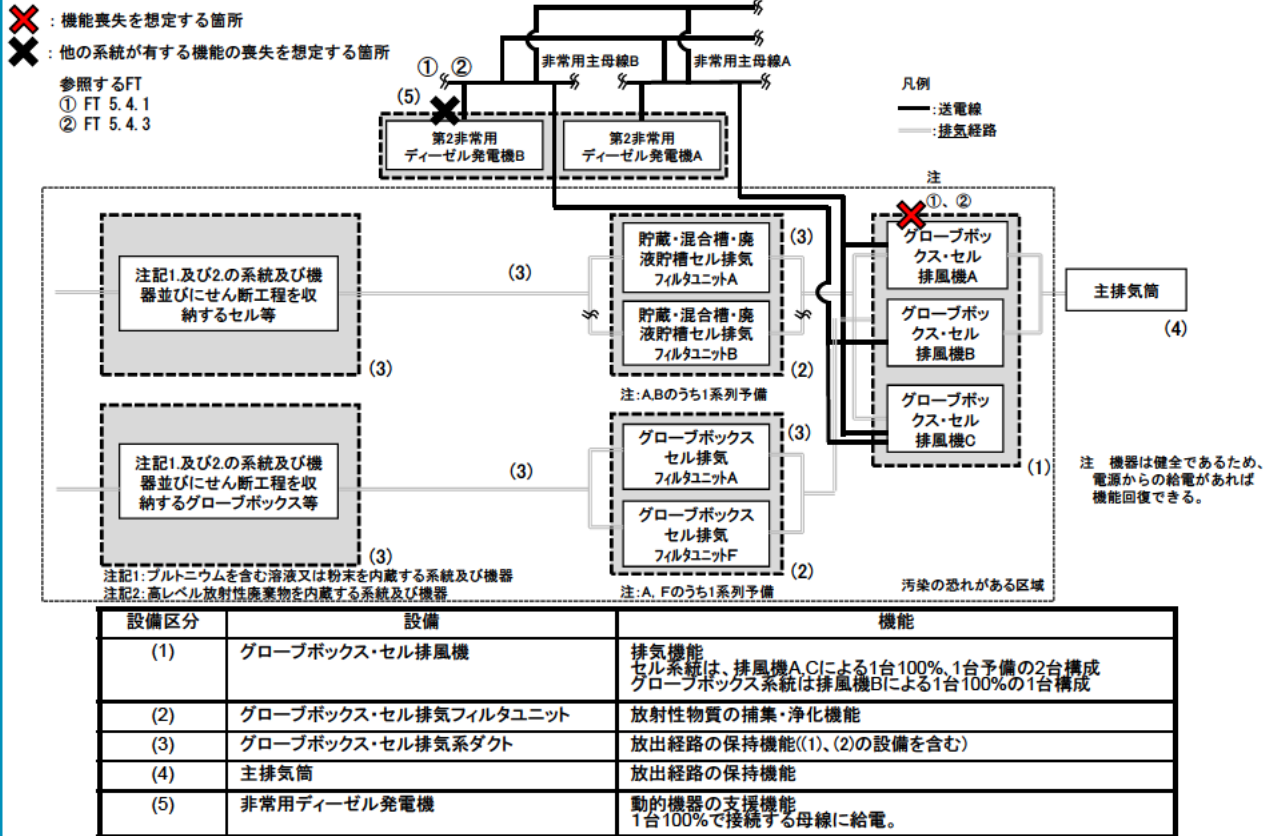 ：機能喪失を想定する箇所
：他の系統が有する機能の喪失を想定する箇所
参照するFT
① FT 5.4.1
② FT 5.4.3
非常用主母線B
非常用主母線A
①、②
(5)
第2非常用
ディーゼル発電機B
第2非常用
ディーゼル発電機A
凡例
：送電線
：排気経路
注
①、②
注記1.及び2.の系統及び機
器並びにせん断工程を収
納するセル等
(3)
(3)
貯蔵・混合槽・廃
液貯槽セル排気
フィルタユニットA
(3)
貯蔵・混合槽・廃
液貯槽セル排気
フィルタユニットB
(2)
注：A,Bのうち1系列予備
グローブボッ
クス・セル
排風機A
グローブボッ
クス・セル
排風機B
グローブボッ
クス・セル
排風機C
(1)
主排気筒
(4)
注記1.及び2.の系統及び機
器並びにせん断工程を収
納するグローブボックス等
(3)
(3)
グローブボックス
セル排気
フィルタユニットA
(3)
グローブボックス
セル排気
フィルタユニットF
(2)
注：A, Fのうち1系列予備
注　機器は健全であるため、
電源からの給電があれば
機能回復できる。
注記1：プルトニウムを含む溶液又は粉末を内蔵する系統及び機器
注記2：高レベル放射性廃棄物を内蔵する系統及び機器
汚染の恐れがある区域
設備区分 設備 機能
(1) グローブボックス・セル排風機 排気機能
セル系統は、排風機A,Cによる1台100%、1台予備の2台構成
グローブボックス系統は排風機Bによる1台100%の1台構成
(2) グローブボックス・セル排気フィルタユニット 放射性物質の捕集・浄化機能
(3) グローブボックス・セル排気系ダクト 放出経路の保持機能((1)、(2)の設備を含む)
(4) 主排気筒 放出経路の保持機能
(5) 非常用ディーゼル発電機 動的機器の支援機能
1台100%で接続する母線に給電。